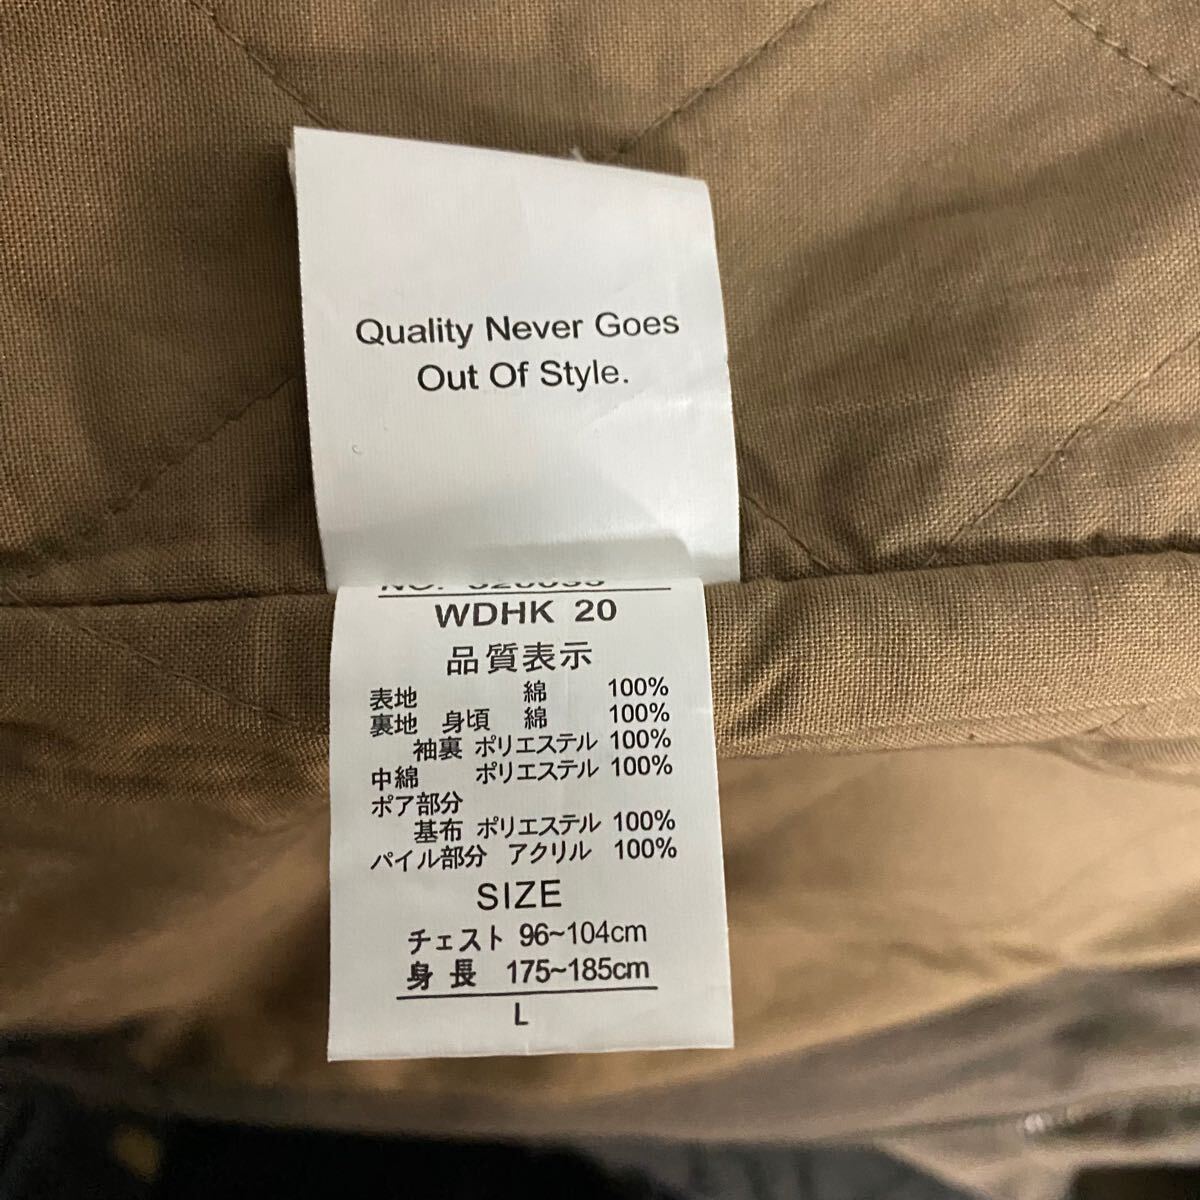 Quality Never Goes
Out Of Style.
WDHK 20
品質表示
表地 綿 100%
裏地 身頃 綿 100%
袖裏 ポリエステル 100%
中綿 ポリエステル 100%
ポア部分
基布 ポリエステル 100%
パイル部分 アクリル 100%
SIZE
チェスト 96~104cm
身長 175~185cm
L